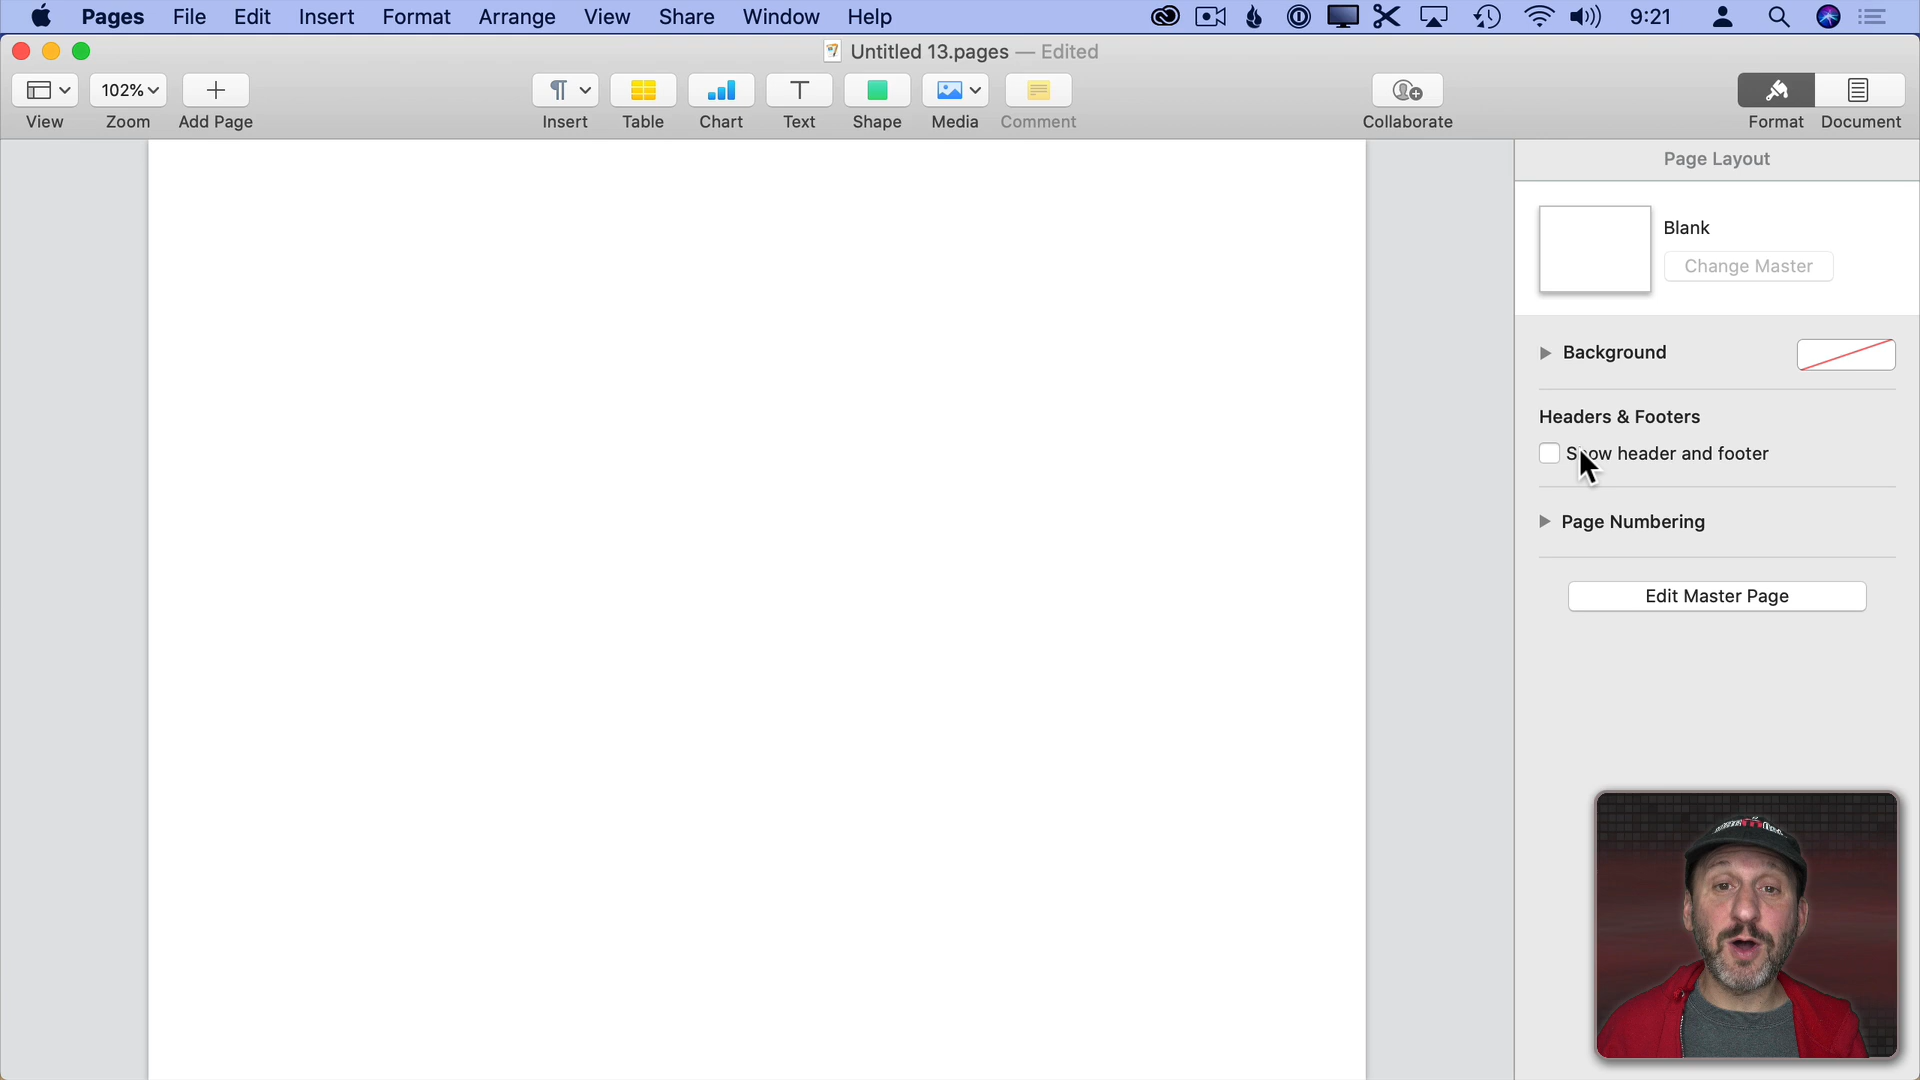 Pages File Edit Insert Format Arrange View Share Window Help 9:21
Untitled 13.pages — Edited
102%
View Zoom Add Page Insert Table Chart Text Shape Media Comment Collaborate Format Document
Page Layout
Blank
Change Master
Background
Headers & Footers
Show header and footer
Page Numbering
Edit Master Page